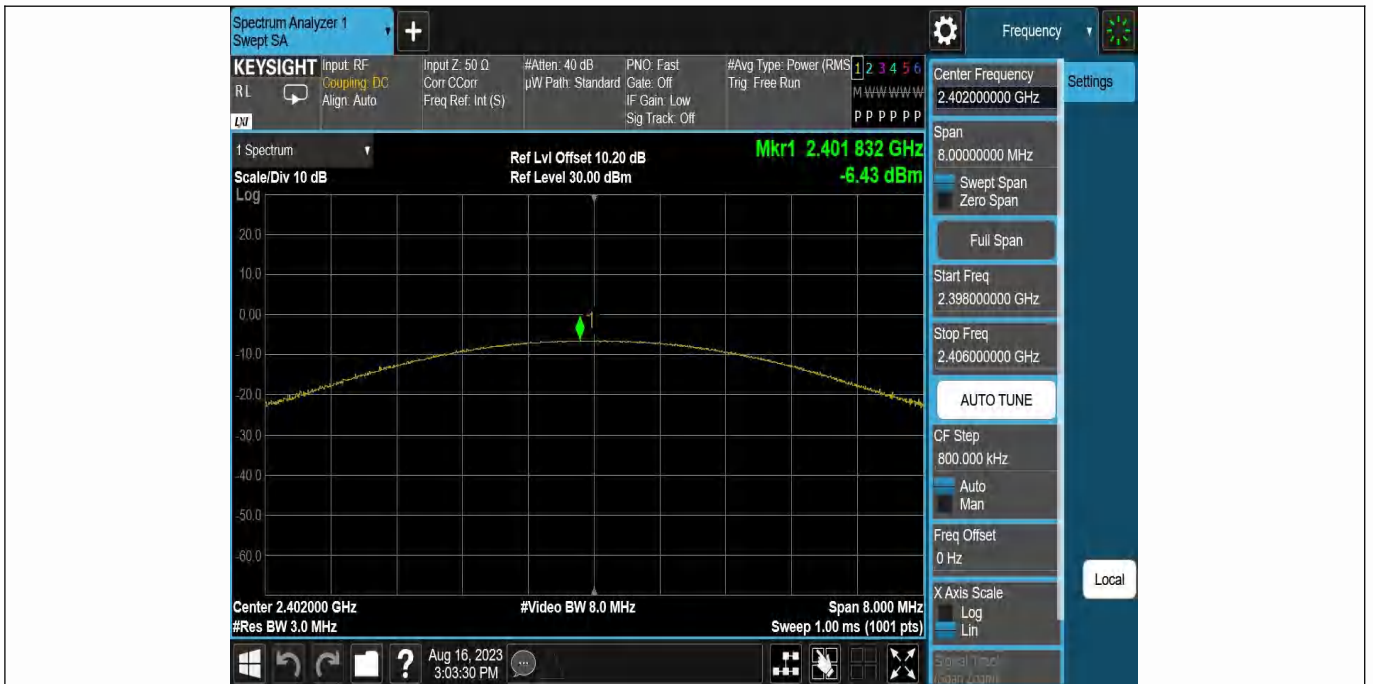 Spectrum Analyzer 1
Swept SA
+
Frequency
KEYSIGHT
RL
LXI
Input: RF
Coupling: DC
Align: Auto
Input Z: 50 Ω
Corr CCorr
Freq Ref: Int (S)
#Atten: 40 dB
µW Path: Standard
PNO: Fast
Gate: Off
IF Gain: Low
Sig Track: Off
#Avg Type: Power (RMS
Trig: Free Run
1 2 3 4 5 6
M W W W W W
P P P P P P
1 Spectrum
Scale/Div 10 dB
Ref Lvl Offset 10.20 dB
Ref Level 30.00 dBm
Mkr1 2.401 832 GHz
-6.43 dBm
Log
20.0
10.0
0.00
-10.0
-20.0
-30.0
-40.0
-50.0
-60.0
1
Center 2.402000 GHz
#Res BW 3.0 MHz
#Video BW 8.0 MHz
Span 8.000 MHz
Sweep 1.00 ms (1001 pts)
Center Frequency
2.402000000 GHz
Span
8.00000000 MHz
Swept Span
Zero Span
Full Span
Start Freq
2.398000000 GHz
Stop Freq
2.406000000 GHz
AUTO TUNE
CF Step
800.000 kHz
Auto
Man
Freq Offset
0 Hz
X Axis Scale
Log
Lin
Signal Track
(Span Zoom)
Settings
Local
?
Aug 16, 2023
3:03:30 PM